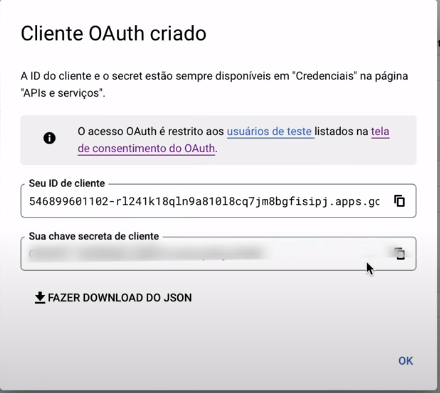 Cliente OAuth criado
A ID do cliente e o secret estão sempre disponíveis em "Credenciais" na página
"APIs e serviços".
O acesso OAuth é restrito aos usuários de teste listados na tela
de consentimento do OAuth.
Seu ID de cliente
546899601102-rl241k18qln9a810l8cq7jm8bgfisipj.apps.gc
Sua chave secreta de cliente
FAZER DOWNLOAD DO JSON
OK